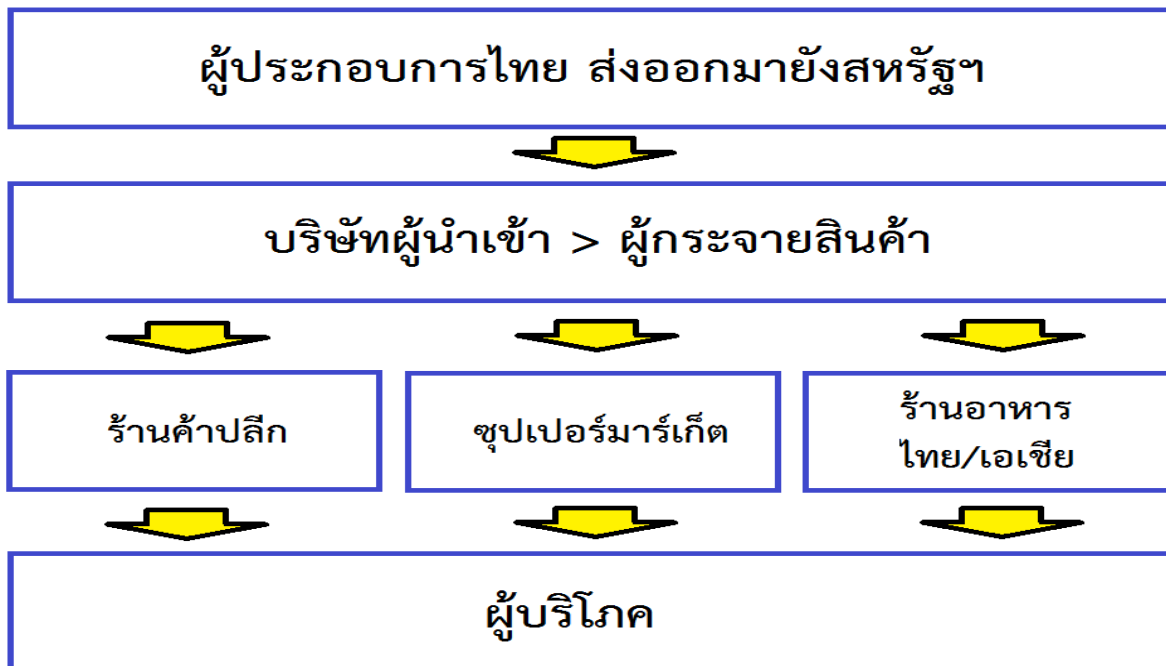 ผู้ประกอบการไทย ส่งออกมายังสหรัฐฯ
บริษัทผู้นำเข้า > ผู้กระจายสินค้า
ร้านค้าปลีก
ซุปเปอร์มาร์เก็ต
ร้านอาหาร
ไทย/เอเชีย
ผู้บริโภค